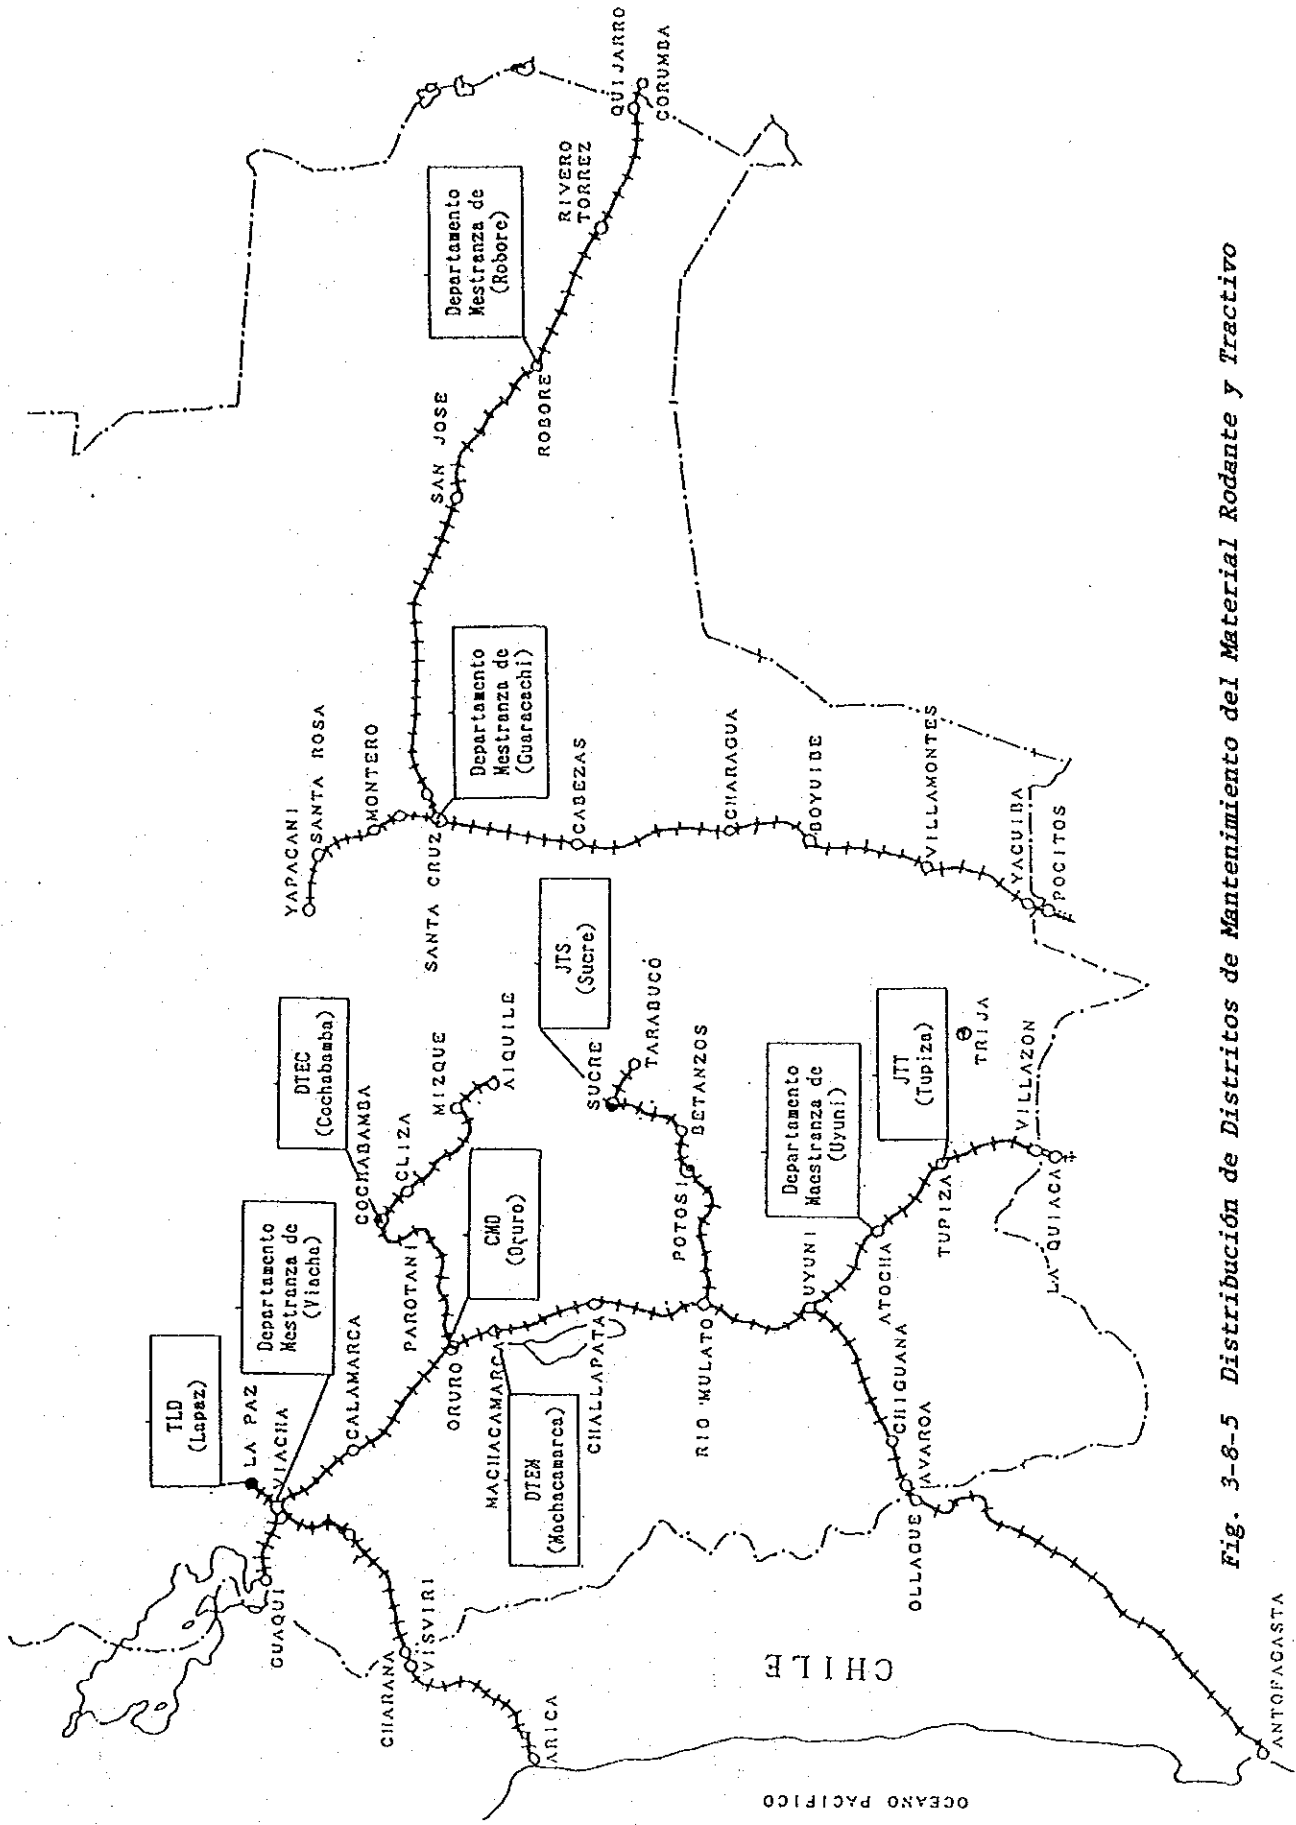 TLD
(Lapaz)
LA PAZ
VIACHA
GUAQUI
Departamento
Mestranza de
(Viacha)
CALAMARCA
CHARANA
VISVIRI
ARICA
DTEC
(Cochabamba)
COCHABAMBA
CLIZA
PAROTANI
MIZQUE
AIQUILE
CMD
(Oruro)
ORURO
MACHACAMARCA
DTEM
(Machacamarca)
CHALLAPATA
RIO MULATO
POTOSI
BETANZOS
SUCRE
TARABUCÓ
JTS
(Sucre)
UYUNI
Departamento
Maestranza de
(Uyuni)
ATOCHA
CHIGUANA
AVAROA
OLLAQUE
ANTOFACASTA
TUPIZA
JTT
(Tupiza)
TRIJA
VILLAZON
LA QUIACA
YAPACANI
SANTA ROSA
MONTERO
SANTA CRUZ
Departamento
Mestranza de
(Guaracachi)
CABEZAS
CHARAGUA
BOYUIBE
VILLAMONTES
YACUIBA
POCITOS
SAN JOSE
ROBORE
Departamento
Mestranza de
(Robore)
RIVERO
TORREZ
QUIJARRO
CORUMBA
CHILE
OCEANO PACIFICO
Fig. 3-8-5 Distribución de Distritos de Mantenimiento del Material Rodante y Tractivo